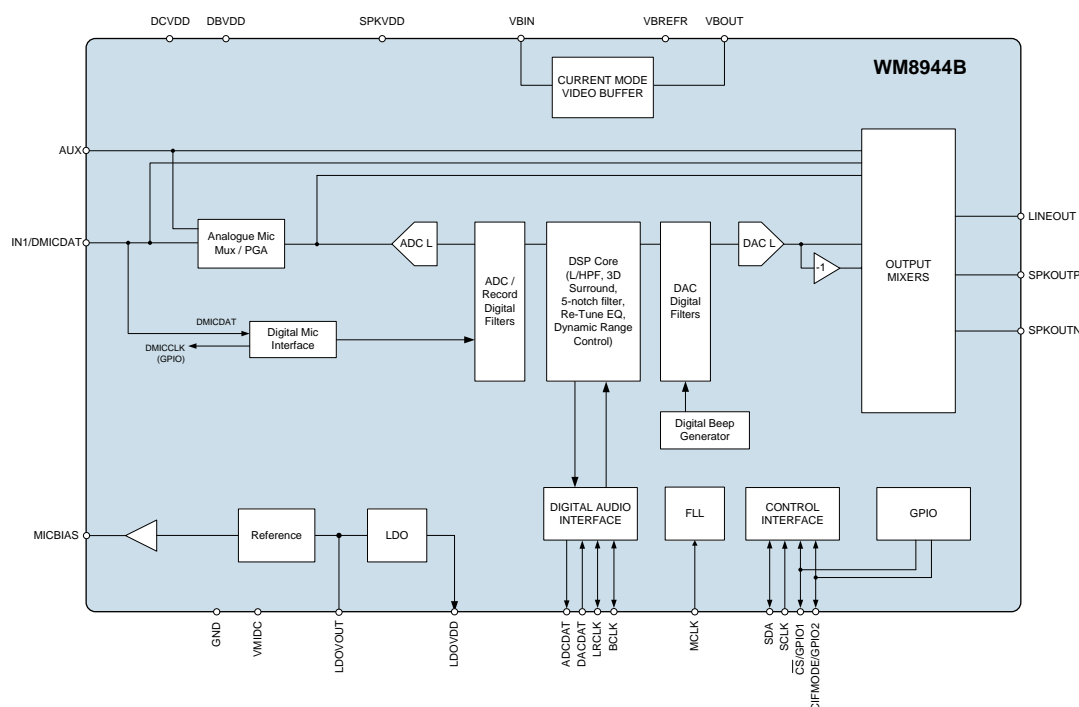 DCVDD DBVDD SPKVDD VBIN VBREFR VBOUT
WM8944B
CURRENT MODE
VIDEO BUFFER
AUX
IN1/DMICDAT
Analogue Mic
Mux / PGA
ADC L
ADC /
Record
Digital
Filters
DSP Core
(L/HPF, 3D
Surround,
5-notch filter,
Re-Tune EQ,
Dynamic Range
Control)
DAC
Digital
Filters
DAC L
-1
OUTPUT
MIXERS
LINEOUT
SPKOUTP
SPKOUTN
DMICDAT
DMICCLK
(GPIO)
Digital Mic
Interface
Digital Beep
Generator
MICBIAS
Reference
LDO
DIGITAL AUDIO
INTERFACE
FLL
CONTROL
INTERFACE
GPIO
GND
VMIDC
LDOVOUT
LDOVDD
ADCDAT
DACDAT
LRCLK
BCLK
MCLK
SDA
SCLK
CS/GPIO1
CIFMODE/GPIO2